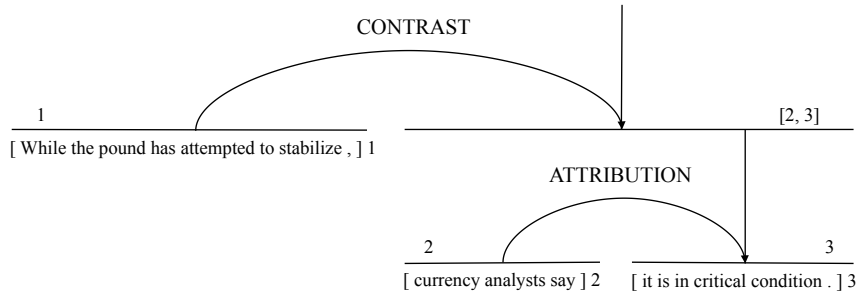 CONTRAST
1
[2, 3]
[ While the pound has attempted to stabilize , ] 1
ATTRIBUTION
2
3
[ currency analysts say ] 2
[ it is in critical condition . ] 3